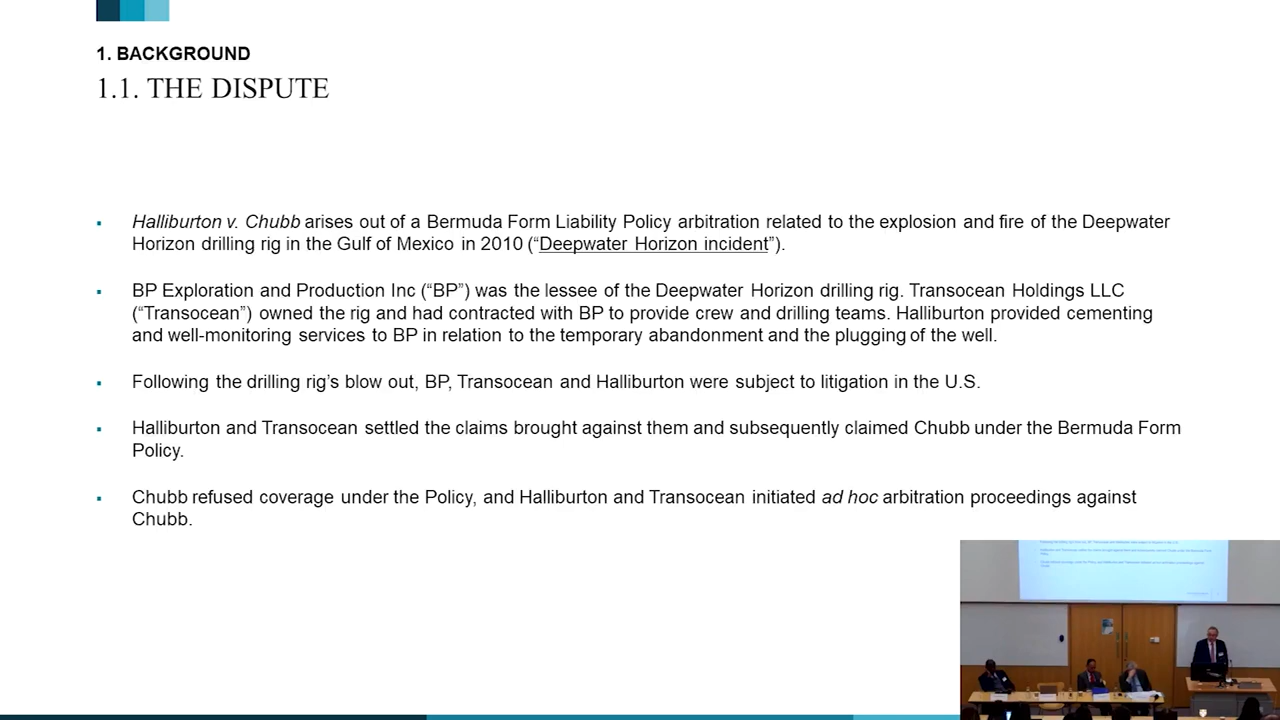 1. BACKGROUND
1.1. THE DISPUTE
Halliburton v. Chubb arises out of a Bermuda Form Liability Policy arbitration related to the explosion and fire of the Deepwater
Horizon drilling rig in the Gulf of Mexico in 2010 (“Deepwater Horizon incident”).
BP Exploration and Production Inc (“BP”) was the lessee of the Deepwater Horizon drilling rig. Transocean Holdings LLC
(“Transocean”) owned the rig and had contracted with BP to provide crew and drilling teams. Halliburton provided cementing
and well-monitoring services to BP in relation to the temporary abandonment and the plugging of the well.
Following the drilling rig’s blow out, BP, Transocean and Halliburton were subject to litigation in the U.S.
Halliburton and Transocean settled the claims brought against them and subsequently claimed Chubb under the Bermuda Form
Policy.
Chubb refused coverage under the Policy, and Halliburton and Transocean initiated ad hoc arbitration proceedings against
Chubb.